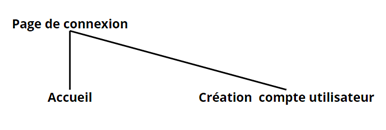 Page de connexion
Accueil
Création  compte utilisateur